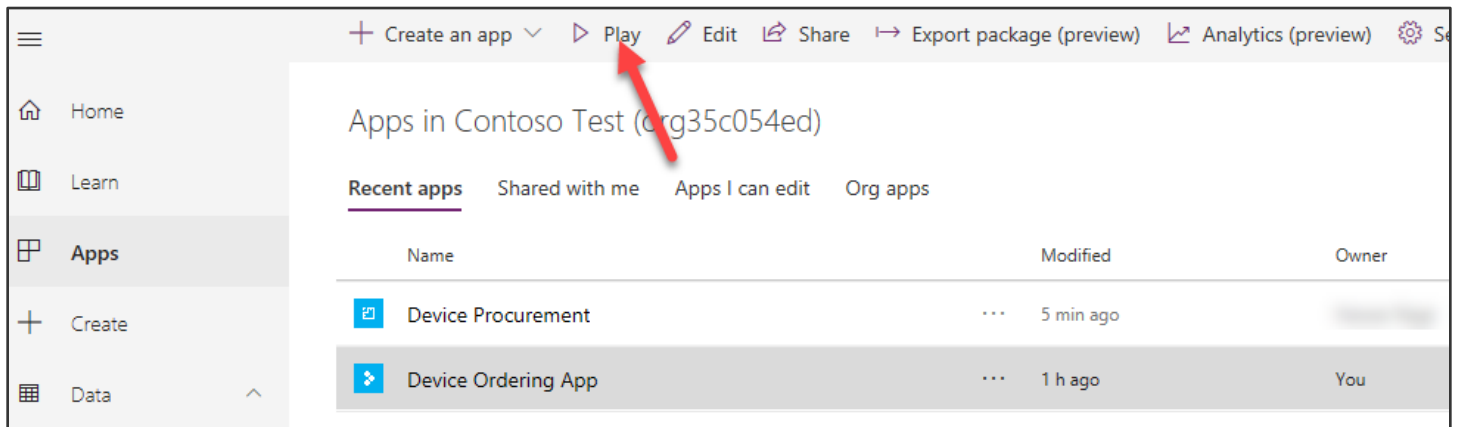 Create an app Play Edit Share Export package (preview) Analytics (preview)
Home
Apps in Contoso Test (org35c054ed)
Learn
Recent apps Shared with me Apps I can edit Org apps
Apps
Name Modified Owner
Device Procurement ... 5 min ago
Create
Device Ordering App ... 1 h ago You
Data